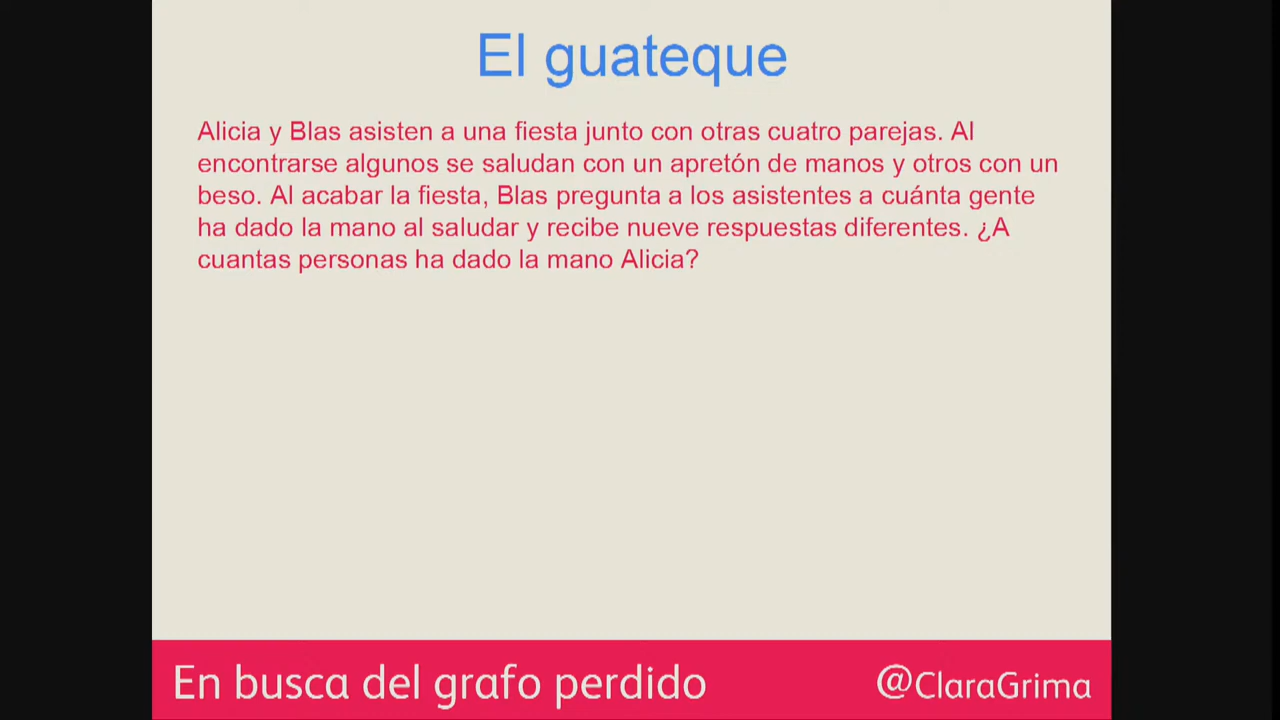 El guateque
Alicia y Blas asisten a una fiesta junto con otras cuatro parejas. Al
encontrarse algunos se saludan con un apretón de manos y otros con un
beso. Al acabar la fiesta, Blas pregunta a los asistentes a cuánta gente
ha dado la mano al saludar y recibe nueve respuestas diferentes. ¿A
cuantas personas ha dado la mano Alicia?
En busca del grafo perdido
@ClaraGrima